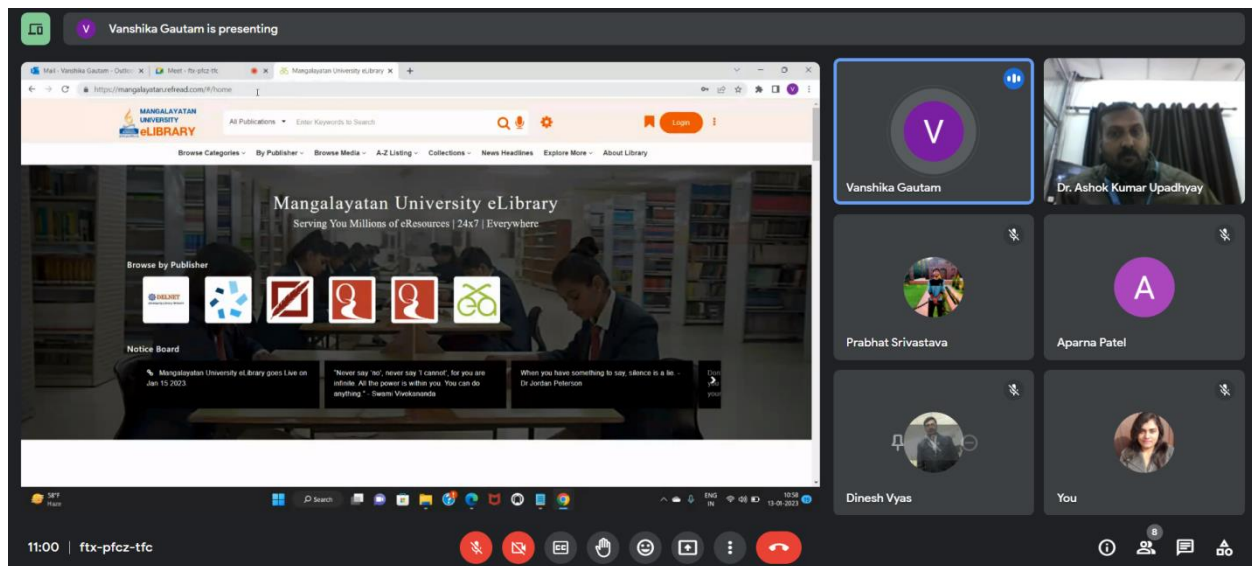 V
Vanshika Gautam is presenting
Mail - Vanshika Gautam - Outloo
Meet - ftx-pfcz-tfc
Mangalayatan University eLibrary
https://mangalayatan.refread.com/#/home
V
MANGALAYATAN
UNIVERSITY
eLIBRARY
All Publications
Enter Keywords to Search
Login
Browse Categories
By Publisher
Browse Media
A-Z Listing
Collections
News Headlines
Explore More
About Library
Mangalayatan University eLibrary
Serving You Millions of eResources | 24x7 | Everywhere
Browse by Publisher
DELNET
Notice Board
Mangalayatan University eLibrary goes Live on
Jan 15 2023
"Never say 'no', never say 'I cannot', for you are
infinite. All the power is within you. You can do
anything." - Swami Vivekananda
When you have something to say, silence is a lie. -
Dr Jordan Peterson
58°F
Haze
Search
ENG
IN
10:58
13-01-2023
V
Vanshika Gautam
Dr. Ashok Kumar Upadhyay
Prabhat Srivastava
A
Aparna Patel
Dinesh Vyas
You
11:00 | ftx-pfcz-tfc
CC
8